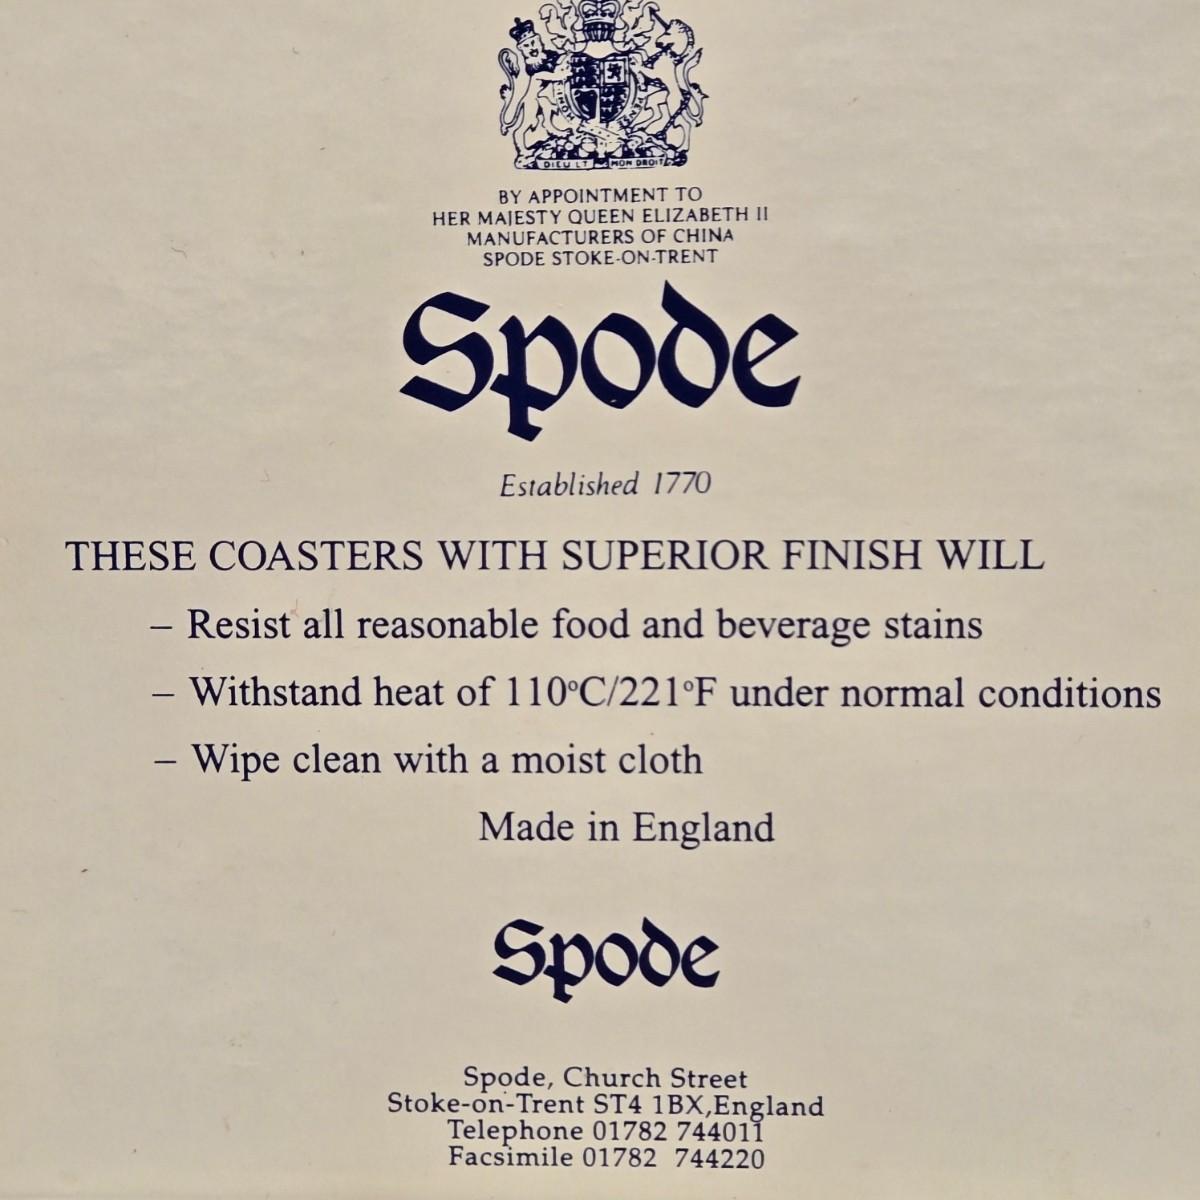 DIEU ET MON DROIT
BY APPOINTMENT TO
HER MAJESTY QUEEN ELIZABETH II
MANUFACTURERS OF CHINA
SPODE STOKE-ON-TRENT
Spode
Established 1770
THESE COASTERS WITH SUPERIOR FINISH WILL
– Resist all reasonable food and beverage stains
– Withstand heat of 110°C/221°F under normal conditions
– Wipe clean with a moist cloth
Made in England
Spode
Spode, Church Street
Stoke-on-Trent ST4 1BX,England
Telephone 01782 744011
Facsimile 01782 744220